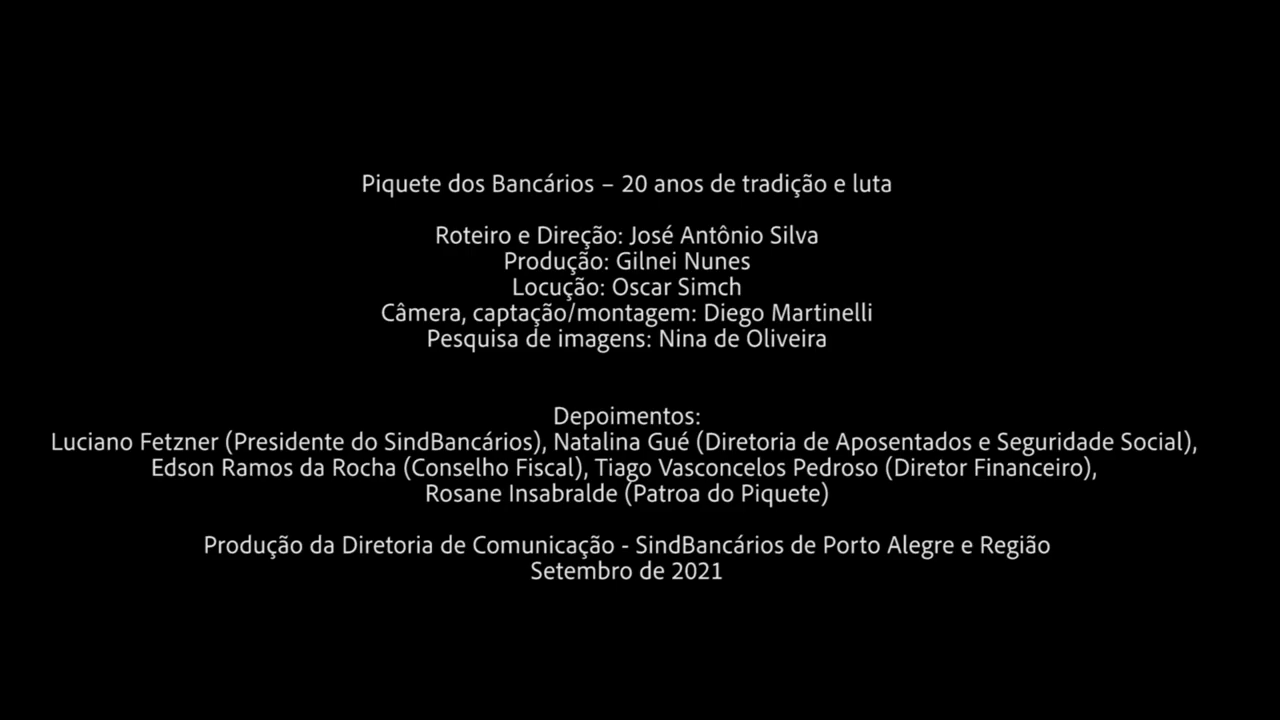 Piquete dos Bancários – 20 anos de tradição e luta
Roteiro e Direção: José Antônio Silva
Produção: Gilnei Nunes
Locução: Oscar Simch
Câmera, captação/montagem: Diego Martinelli
Pesquisa de imagens: Nina de Oliveira
Depoimentos:
Luciano Fetzner (Presidente do SindBancários), Natalina Gué (Diretoria de Aposentados e Seguridade Social),
Edson Ramos da Rocha (Conselho Fiscal), Tiago Vasconcelos Pedroso (Diretor Financeiro),
Rosane Insabralde (Patroa do Piquete)
Produção da Diretoria de Comunicação - SindBancários de Porto Alegre e Região
Setembro de 2021